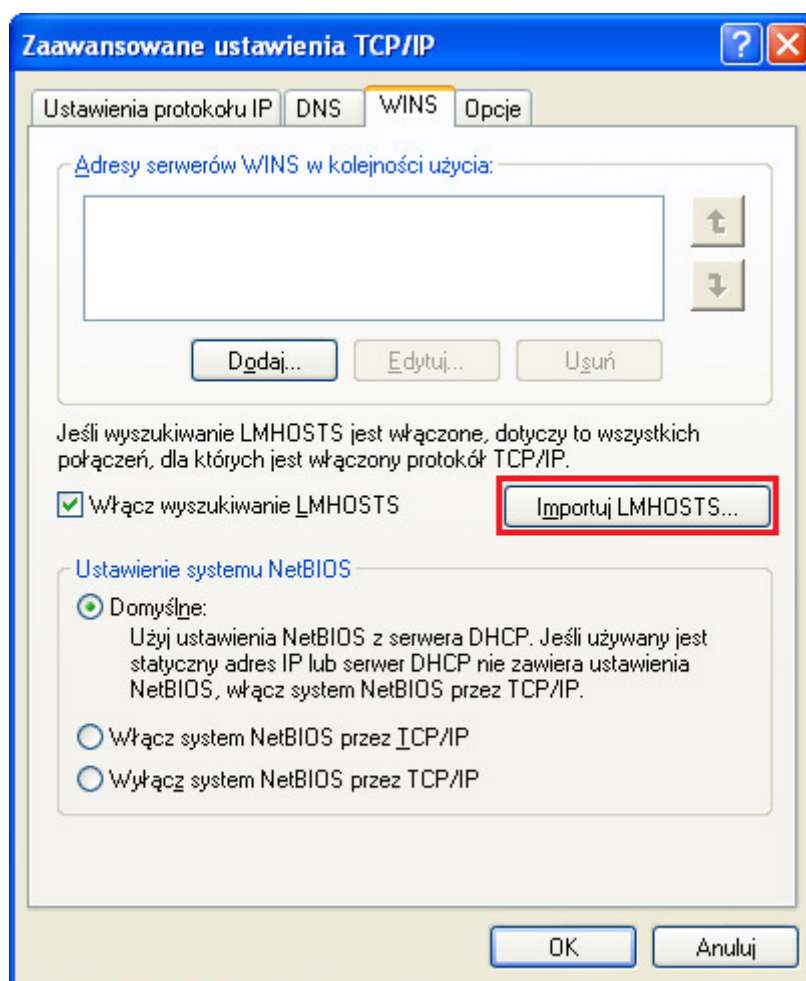 Zaawansowane ustawienia TCP/IP
Ustawienia protokołu IP DNS WINS Opcje
Adresy serwerów WINS w kolejności użycia:
Dodaj... Edytuj... Usuń
Jeśli wyszukiwanie LMHOSTS jest włączone, dotyczy to wszystkich
połączeń, dla których jest włączony protokół TCP/IP.
Włącz wyszukiwanie LMHOSTS Importuj LMHOSTS...
Ustawienie systemu NetBIOS
Domyślne:
Użyj ustawienia NetBIOS z serwera DHCP. Jeśli używany jest
statyczny adres IP lub serwer DHCP nie zawiera ustawienia
NetBIOS, włącz system NetBIOS przez TCP/IP.
Włącz system NetBIOS przez TCP/IP
Wyłącz system NetBIOS przez TCP/IP
OK Anuluj